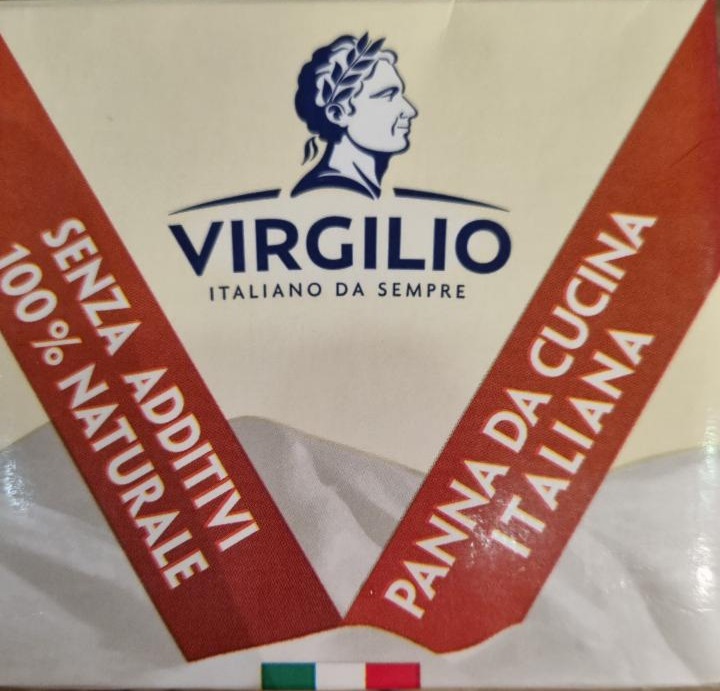 VIRGILIO
ITALIANO DA SEMPRE
SENZA ADDITIVI
100% NATURALE
PANNA DA CUCINA
ITALIANA